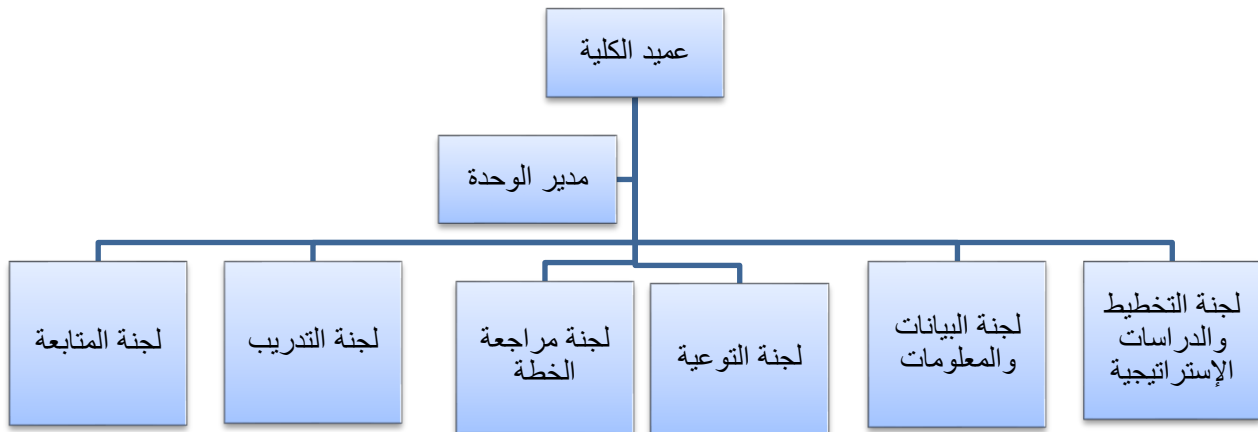 عميد الكلية
مدير الوحدة
لجنة التخطيط
والدراسات
الإستراتيجية
لجنة البيانات
والمعلومات
لجنة التوعية
لجنة مراجعة
الخطة
لجنة التدريب
لجنة المتابعة